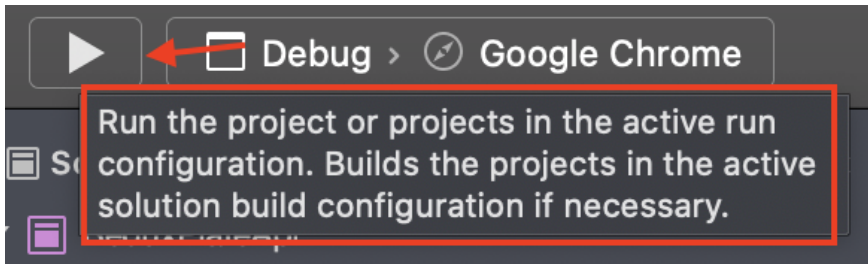 Debug › Google Chrome
Run the project or projects in the active run
configuration. Builds the projects in the active
solution build configuration if necessary.